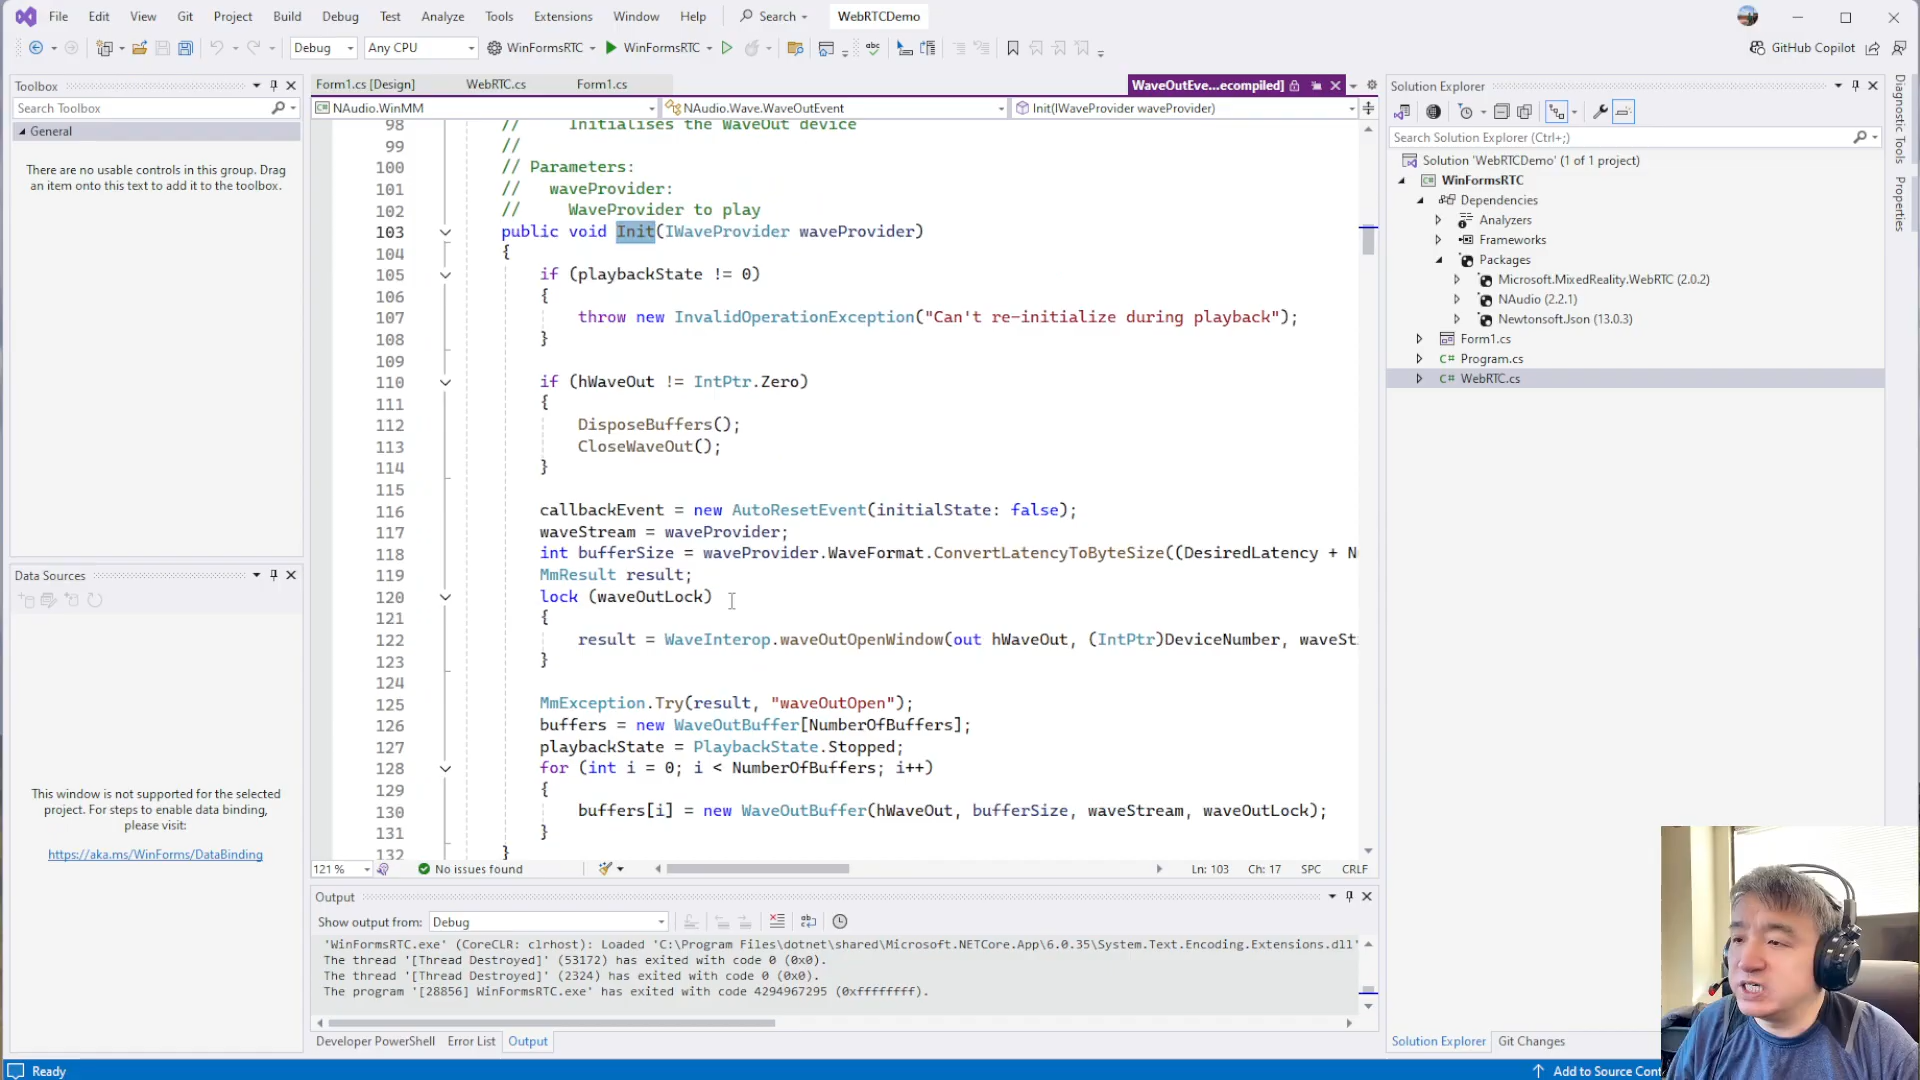 File Edit View Git Project Build Debug Test Analyze Tools Extensions Window Help Search WebRTCDemo
Debug Any CPU WinFormsRTC WinFormsRTC GitHub Copilot
Toolbox
Search Toolbox
General
There are no usable controls in this group. Drag
an item onto this text to add it to the toolbox.
Data Sources
This window is not supported for the selected
project. For steps to enable data binding,
please visit:
https://aka.ms/WinForms/DataBinding
Form1.cs [Design] WebRTC.cs Form1.cs WaveOutEve...ecompiled]
NAudio.WinMM NAudio.Wave.WaveOutEvent Init(IWaveProvider waveProvider)
98 // Initialises the WaveOut device
99 //
100 // Parameters:
101 // waveProvider:
102 // WaveProvider to play
103 public void Init(IWaveProvider waveProvider)
104 {
105 if (playbackState != 0)
106 {
107 throw new InvalidOperationException("Can't re-initialize during playback");
108 }
109
110 if (hWaveOut != IntPtr.Zero)
111 {
112 DisposeBuffers();
113 CloseWaveOut();
114 }
115
116 callbackEvent = new AutoResetEvent(initialState: false);
117 waveStream = waveProvider;
118 int bufferSize = waveProvider.WaveFormat.ConvertLatencyToByteSize((DesiredLatency + N
119 MmResult result;
120 lock (waveOutLock)
121 {
122 result = WaveInterop.waveOutOpenWindow(out hWaveOut, (IntPtr)DeviceNumber, waveSt
123 }
124
125 MmException.Try(result, "waveOutOpen");
126 buffers = new WaveOutBuffer[NumberOfBuffers];
127 playbackState = PlaybackState.Stopped;
128 for (int i = 0; i < NumberOfBuffers; i++)
129 {
130 buffers[i] = new WaveOutBuffer(hWaveOut, bufferSize, waveStream, waveOutLock);
131 }
132 }
121 % No issues found Ln: 103 Ch: 17 SPC CRLF
Output
Show output from: Debug
'WinFormsRTC.exe' (CoreCLR: clrhost): Loaded 'C:\Program Files\dotnet\shared\Microsoft.NETCore.App\6.0.35\System.Text.Encoding.Extensions.dll'
The thread '[Thread Destroyed]' (53172) has exited with code 0 (0x0).
The thread '[Thread Destroyed]' (2324) has exited with code 0 (0x0).
The program '[28856] WinFormsRTC.exe' has exited with code 4294967295 (0xffffffff).
Developer PowerShell Error List Output
Solution Explorer
Search Solution Explorer (Ctrl+;)
Solution 'WebRTCDemo' (1 of 1 project)
WinFormsRTC
Dependencies
Analyzers
Frameworks
Packages
Microsoft.MixedReality.WebRTC (2.0.2)
NAudio (2.2.1)
Newtonsoft.Json (13.0.3)
Form1.cs
C# Program.cs
C# WebRTC.cs
Solution Explorer Git Changes
Diagnostic Tools
Properties
Ready
Add to Source Cont